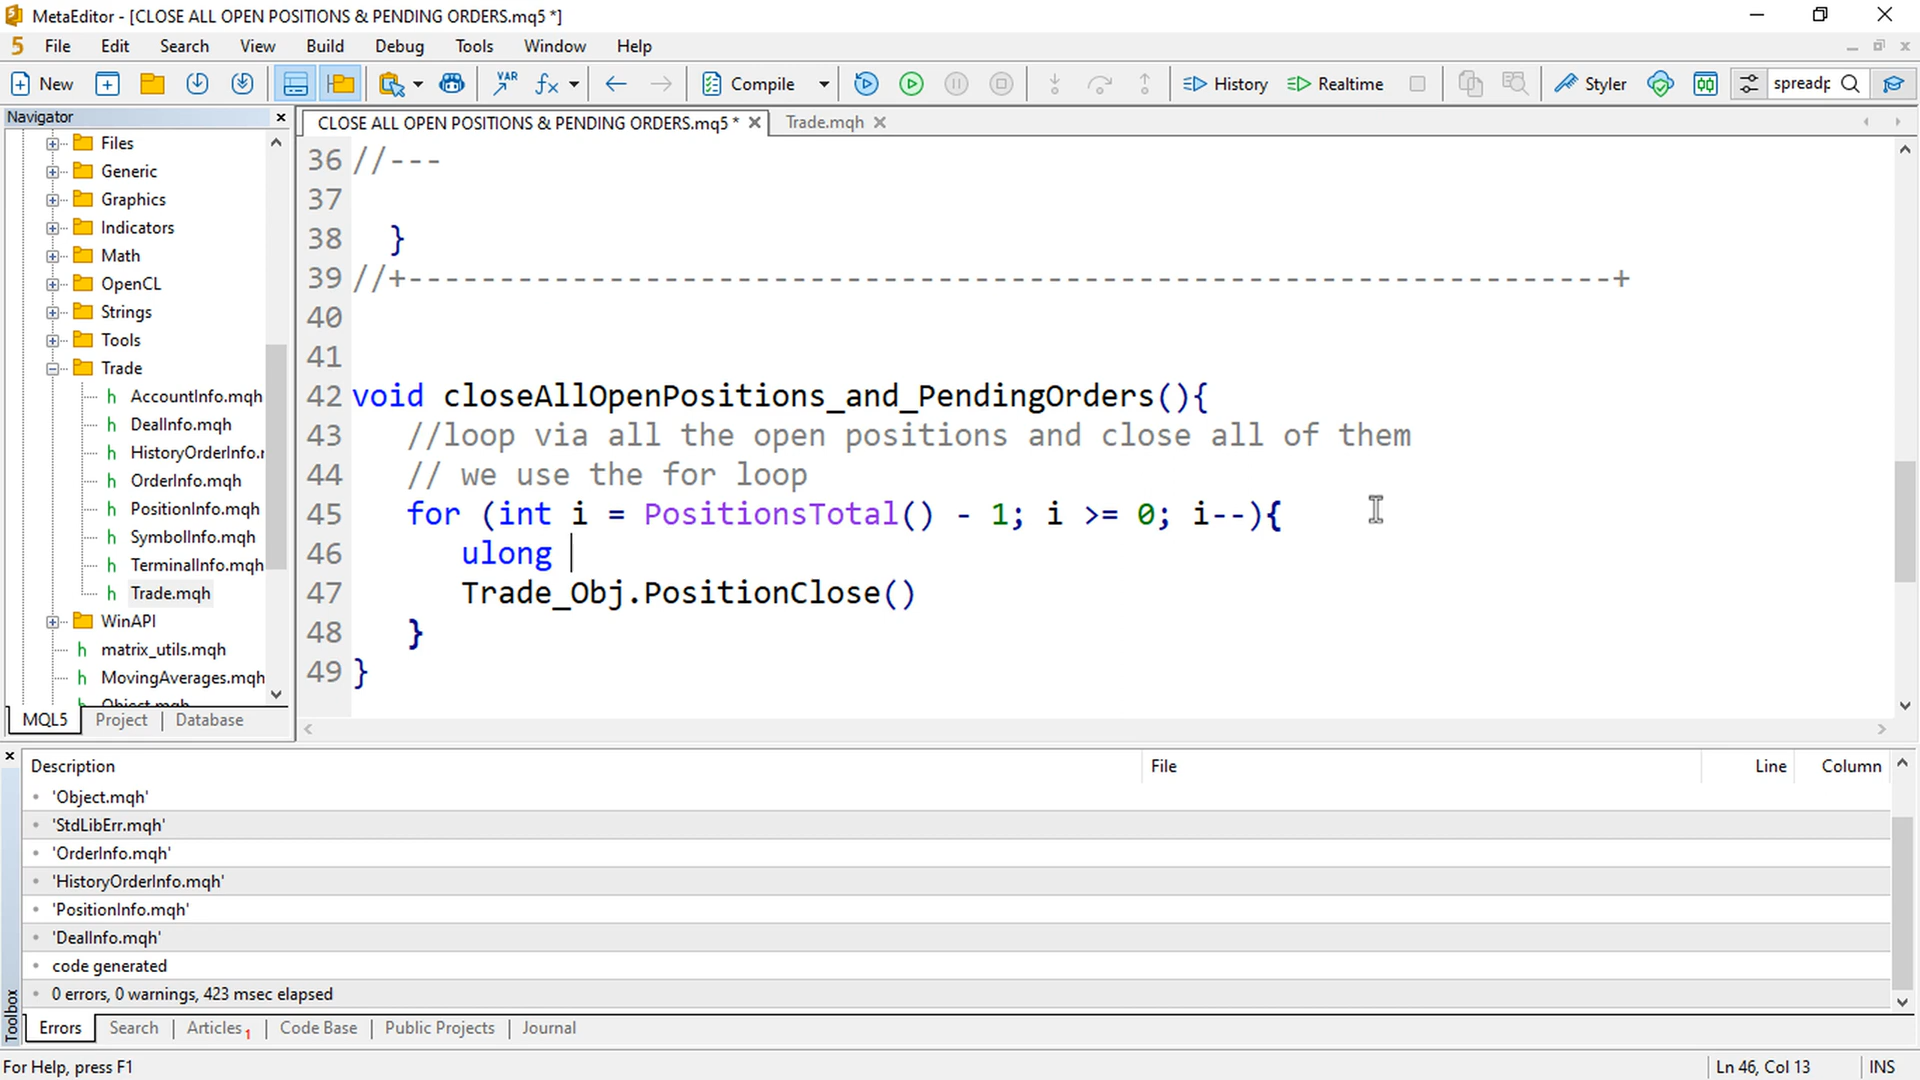 MetaEditor - [CLOSE ALL OPEN POSITIONS & PENDING ORDERS.mq5 *]
5 File Edit Search View Build Debug Tools Window Help
New VAR fx Compile History Realtime Styler spreadp
Navigator
CLOSE ALL OPEN POSITIONS & PENDING ORDERS.mq5 * Trade.mqh
Files
Generic
Graphics
Indicators
Math
OpenCL
Strings
Tools
Trade
AccountInfo.mqh
DealInfo.mqh
HistoryOrderInfo.r
OrderInfo.mqh
PositionInfo.mqh
SymbolInfo.mqh
TerminalInfo.mqh
Trade.mqh
WinAPI
matrix_utils.mqh
MovingAverages.mqh
Object.mqh
MQL5 Project Database
36 //---
37
38 }
39 //+------------------------------------------------------------------+
40
41
42 void closeAllOpenPositions_and_PendingOrders(){
43 //loop via all the open positions and close all of them
44 // we use the for loop
45 for (int i = PositionsTotal() - 1; i >= 0; i--){
46 ulong
47 Trade_Obj.PositionClose()
48 }
49 }
Description File Line Column
'Object.mqh'
'StdLibErr.mqh'
'OrderInfo.mqh'
'HistoryOrderInfo.mqh'
'PositionInfo.mqh'
'DealInfo.mqh'
code generated
0 errors, 0 warnings, 423 msec elapsed
Toolbox
Errors Search Articles 1 Code Base Public Projects Journal
For Help, press F1 Ln 46, Col 13 INS